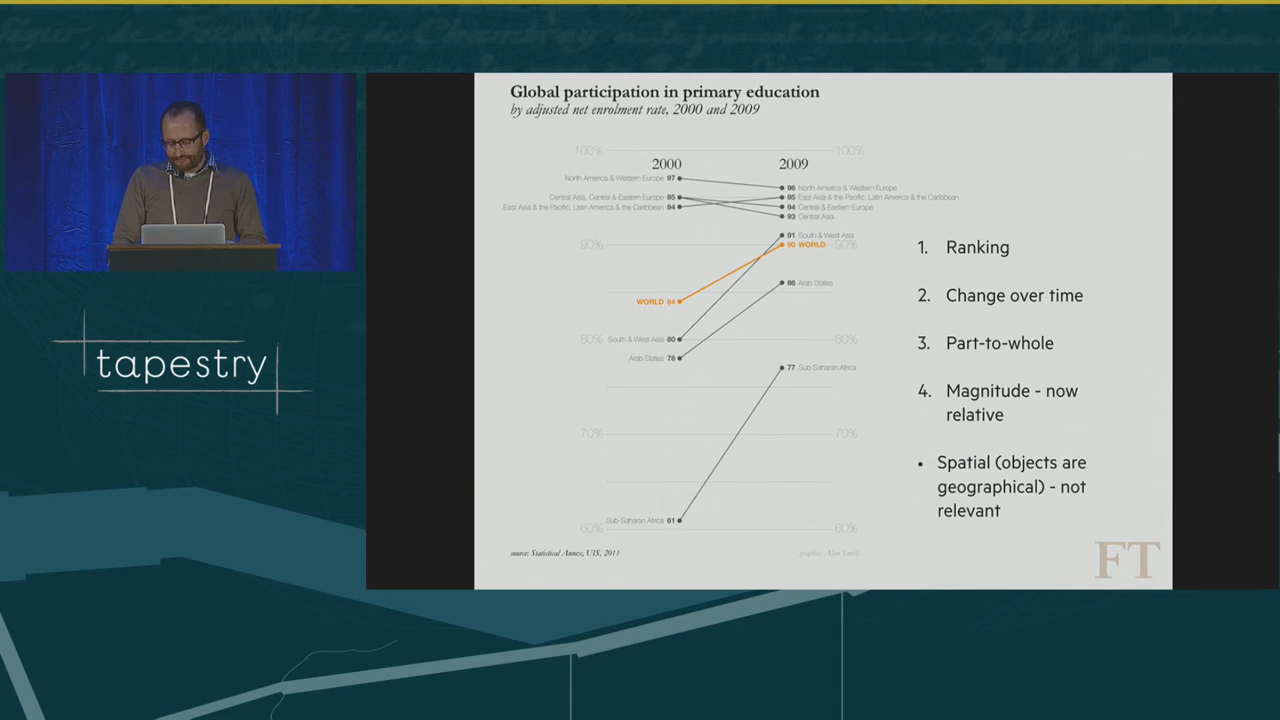 tapestry
Global participation in primary education
by adjusted net enrolment rate, 2000 and 2009
100% 100%
2000 2009
North America & Western Europe 97
96 North America & Western Europe
Central Asia, Central & Eastern Europe 95
95 East Asia & the Pacific, Latin America & the Caribbean
East Asia & the Pacific, Latin America & the Caribbean 94
94 Central & Eastern Europe
93 Central Asia
91 South & West Asia
90% 90 WORLD 90%
86 Arab States
WORLD 84
80% South & West Asia 80 80%
Arab States 78
77 Sub-Saharan Africa
70% 70%
Sub-Saharan Africa 61
60% 60%
source: Statistical Annex, UIS, 2011
graphic: Alan Smith
1. Ranking
2. Change over time
3. Part-to-whole
4. Magnitude - now
relative
• Spatial (objects are
geographical) - not
relevant
FT